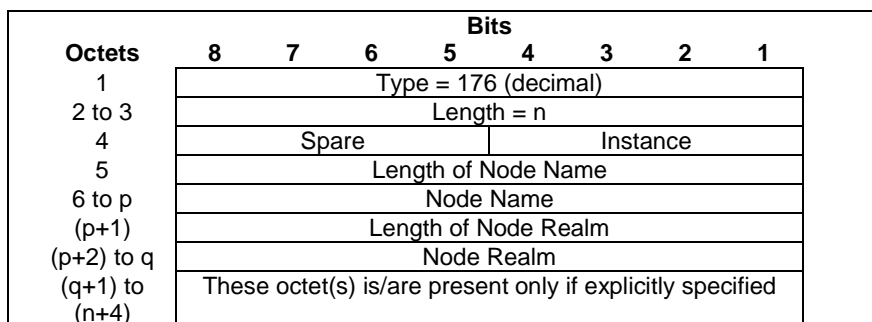 Bits
Octets 8 7 6 5 4 3 2 1
1 Type = 176 (decimal)
2 to 3 Length = n
4 Spare Instance
5 Length of Node Name
6 to p Node Name
(p+1) Length of Node Realm
(p+2) to q Node Realm
(q+1) to These octet(s) is/are present only if explicitly specified
(n+4)